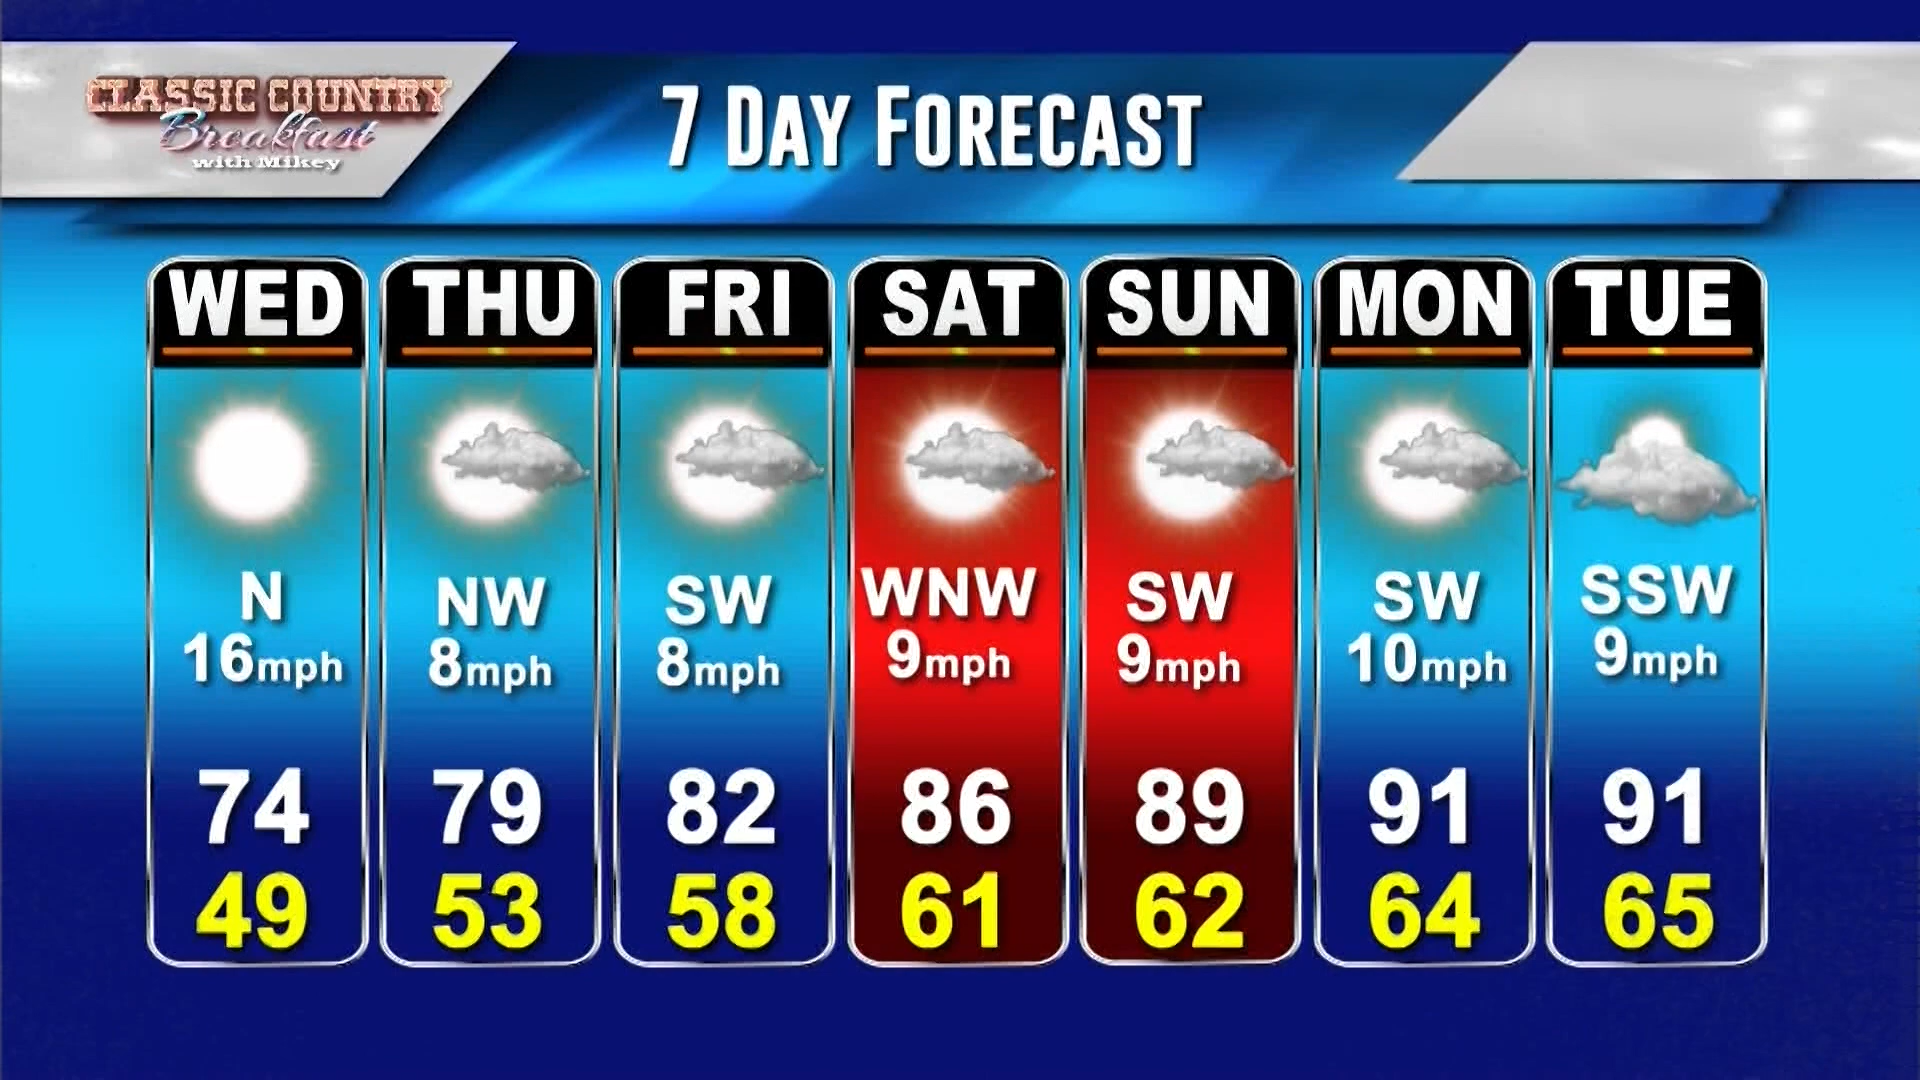 CLASSIC COUNTRY
Breakfast
with Mikey
7 DAY FORECAST
WED THU FRI SAT SUN MON TUE
N NW SW WNW SW SW SSW
16mph 8mph 8mph 9mph 9mph 10mph 9mph
74 79 82 86 89 91 91
49 53 58 61 62 64 65